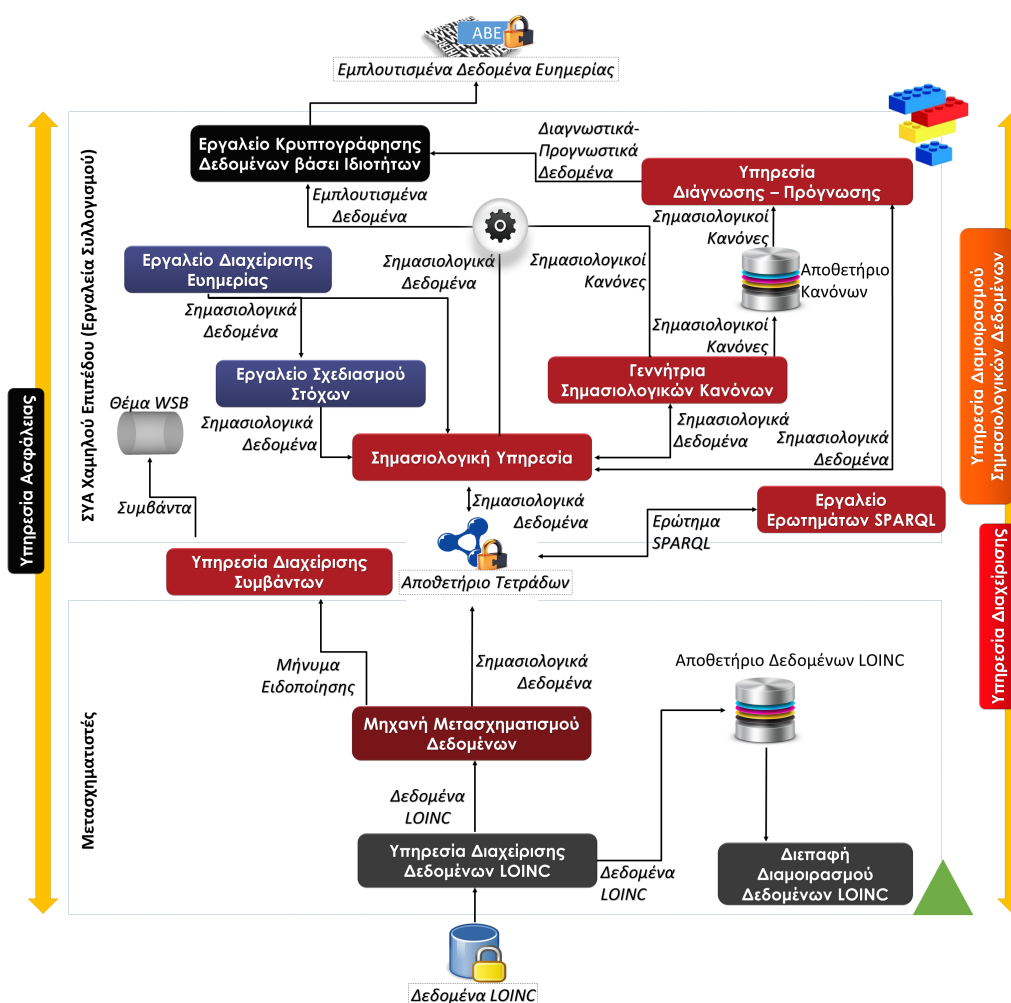 ABE
Εμπλουτισμένα Δεδομένα Ευημερίας
Εργαλείο Κρυπτογράφησης
Δεδομένων βάσει Ιδιοτήτων
Διαγνωστικά-
Προγνωστικά
Δεδομένα
Υπηρεσία
Διάγνωσης – Πρόγνωσης
Εμπλουτισμένα
Δεδομένα
Σημασιολογικοί
Κανόνες
Εργαλείο Διαχείρισης
Ευημερίας
Σημασιολογικά
Δεδομένα
Σημασιολογικοί
Κανόνες
Αποθετήριο
Κανόνων
Σημασιολογικά
Δεδομένα
Σημασιολογικοί
Κανόνες
Εργαλείο Σχεδιασμού
Στόχων
Γεννήτρια
Σημασιολογικών Κανόνων
Θέμα WSB
Σημασιολογικά
Δεδομένα
Σημασιολογικά
Δεδομένα
Σημασιολογικά
Δεδομένα
Σημασιολογική Υπηρεσία
Συμβάντα
Σημασιολογικά
Δεδομένα
Εργαλείο
Ερωτημάτων SPARQL
Ερώτημα
SPARQL
Υπηρεσία Διαχείρισης
Συμβάντων
Αποθετήριο Τετράδων
ΣΥΑ Χαμηλού Επιπέδου (Εργαλεία Συλλογισμού)
Υπηρεσία Ασφάλειας
Υπηρεσία Διαμοιρασμού
Σημασιολογικών Δεδομένων
Υπηρεσία Διαχείρισης
Μετασχηματιστές
Μήνυμα
Ειδοποίησης
Σημασιολογικά
Δεδομένα
Αποθετήριο Δεδομένων LOINC
Μηχανή Μετασχηματισμού
Δεδομένων
Δεδομένα
LOINC
Υπηρεσία Διαχείρισης
Δεδομένων LOINC
Δεδομένα
LOINC
Διεπαφή
Διαμοιρασμού
Δεδομένων LOINC
Δεδομένα LOINC